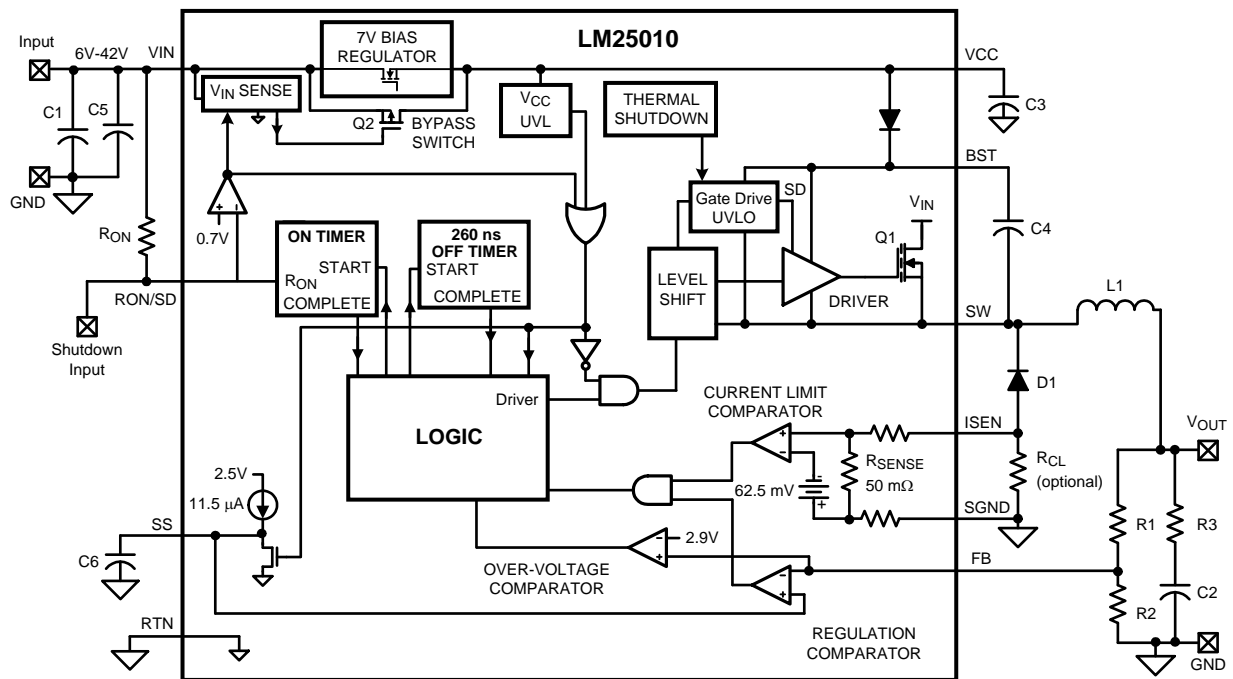 LM25010
Input
6V-42V
VIN
7V BIAS
REGULATOR
VCC
VIN SENSE
C1
C5
Q2
BYPASS
SWITCH
VCC
UVL
THERMAL
SHUTDOWN
C3
GND
BST
RON
+
-
0.7V
ON TIMER
START
RON
COMPLETE
260 ns
OFF TIMER
START
COMPLETE
Gate Drive
UVLO
SD
VIN
Q1
C4
LEVEL
SHIFT
DRIVER
L1
RON/SD
SW
Shutdown
Input
Driver
LOGIC
CURRENT LIMIT
COMPARATOR
D1
ISEN
VOUT
+
-
RSENSE
50 mΩ
RCL
(optional)
2.5V
11.5 μA
62.5 mV
-
+
SGND
R1
R3
SS
2.9V
-
+
FB
C6
OVER-VOLTAGE
COMPARATOR
-
+
C2
R2
RTN
REGULATION
COMPARATOR
GND